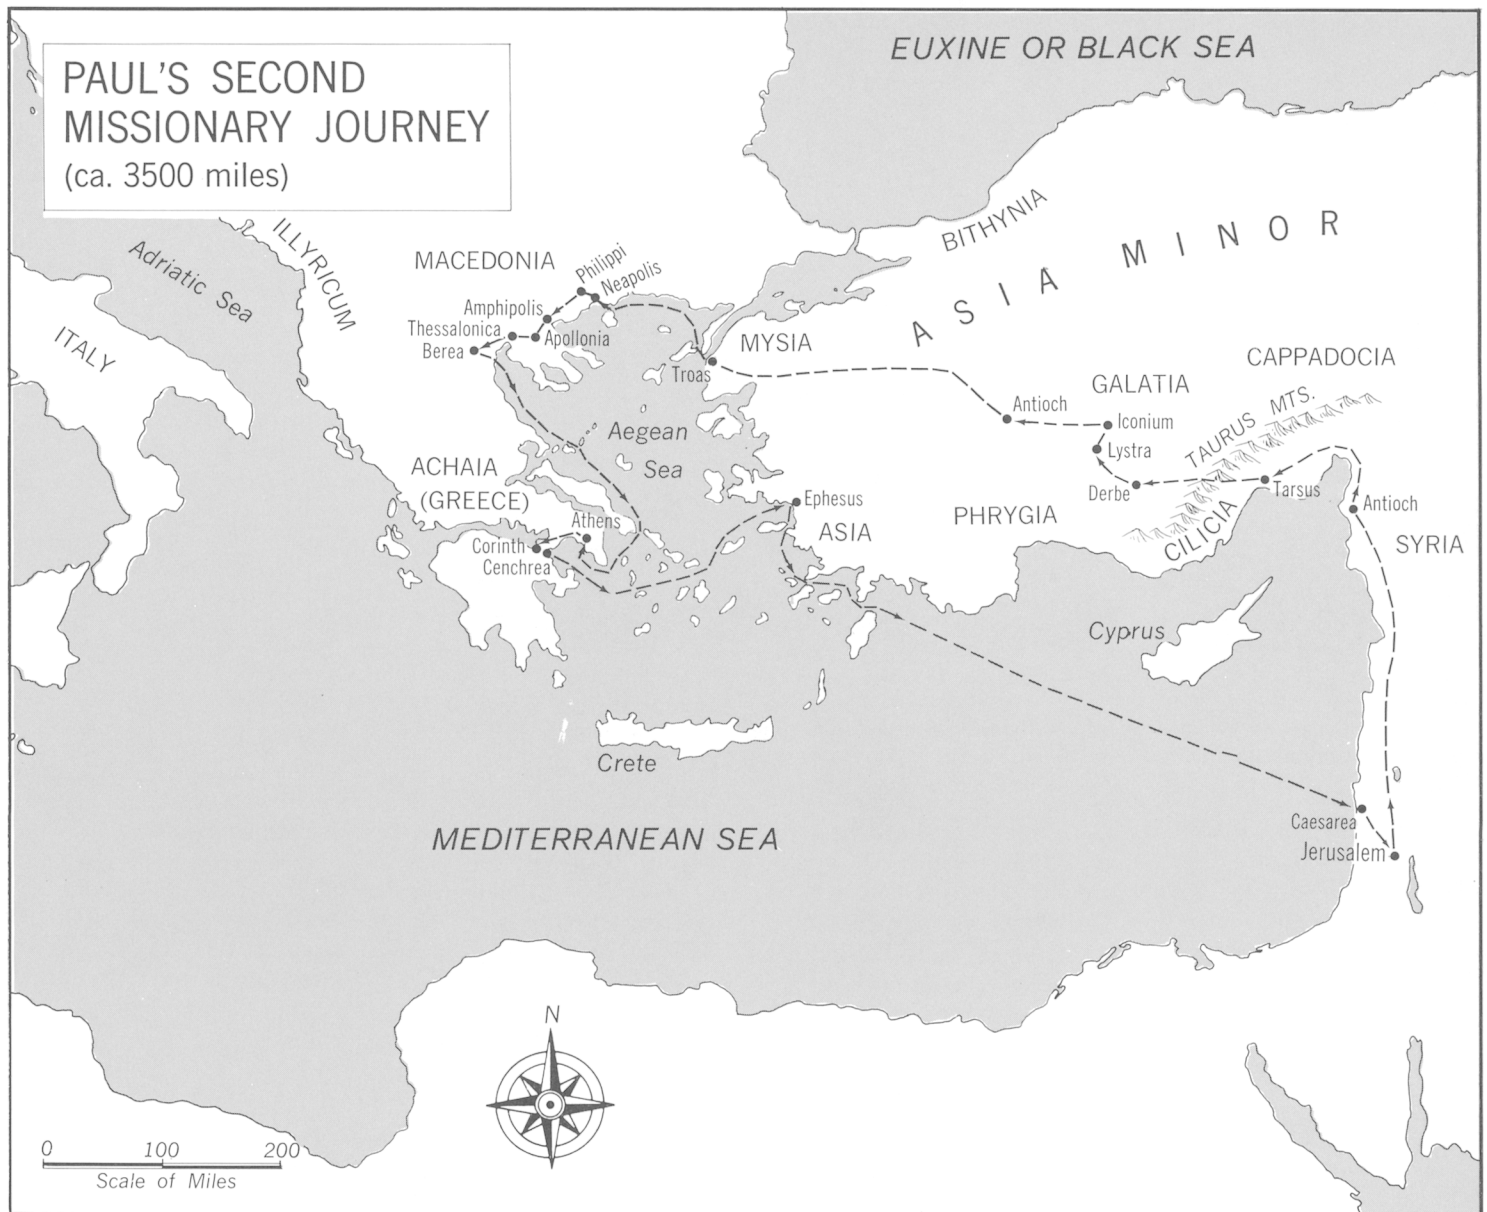 EUXINE OR BLACK SEA
PAUL'S SECOND
MISSIONARY JOURNEY
(ca. 3500 miles)
ILLYRICUM
BITHYNIA
ASIA MINOR
Adriatic Sea
MACEDONIA
Philippi
Neapolis
Amphipolis
Thessalonica
Apollonia
Berea
ITALY
MYSIA
Troas
CAPPADOCIA
GALATIA
Antioch
Iconium
TAURUS MTS.
Lystra
Aegean
Sea
ACHAIA
(GREECE)
Derbe
Tarsus
Ephesus
Antioch
PHRYGIA
CILICIA
ASIA
SYRIA
Athens
Corinth
Cenchrea
Cyprus
Crete
MEDITERRANEAN SEA
Caesarea
Jerusalem
N
0 100 200
Scale of Miles